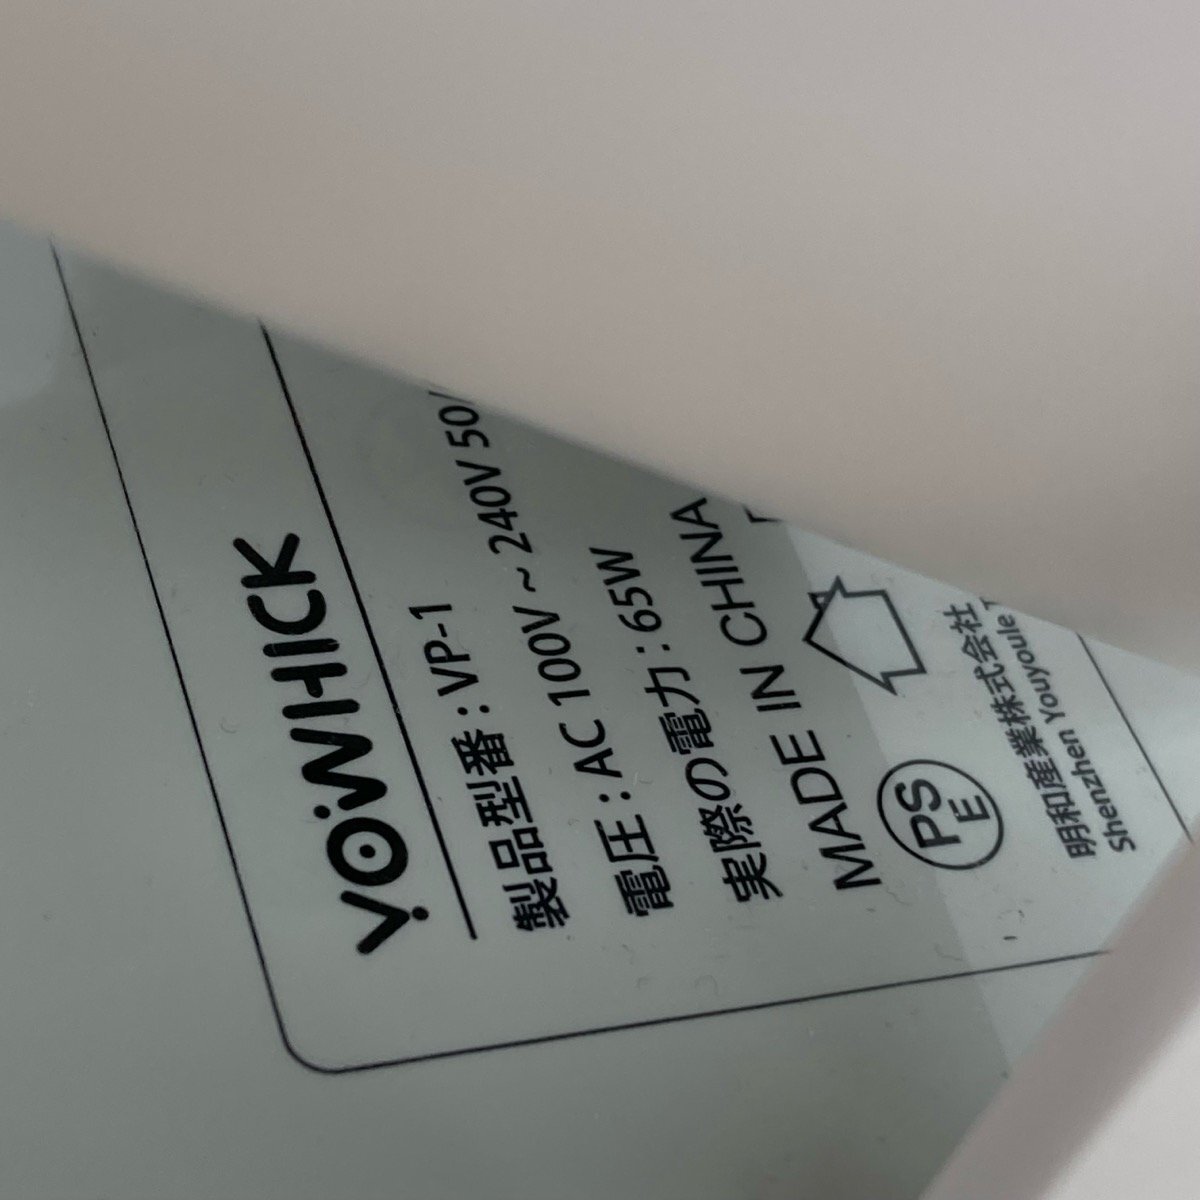 YOWHICK
製品型番 : VP-1
電圧 : AC 100V ~ 240V 50/
実際の電力 : 65W
MADE IN CHINA
PS
E
明和産業株式会社
Shenzhen Youyoule